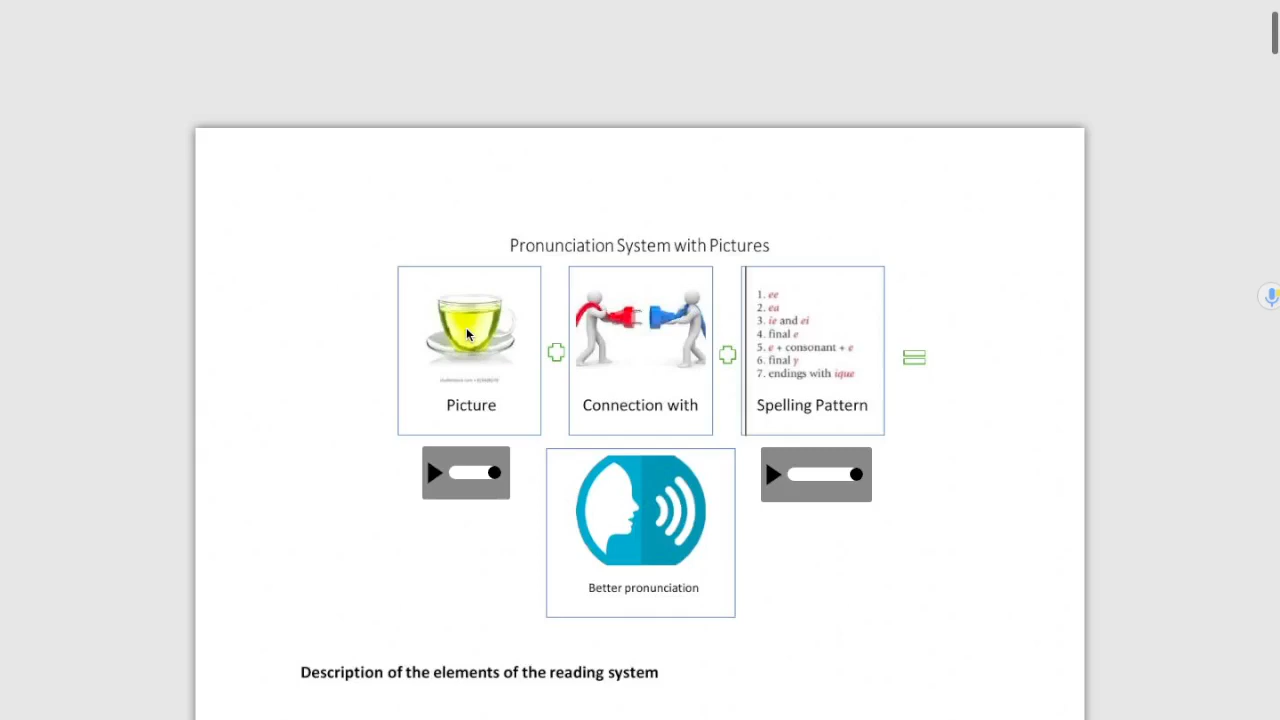 Pronunciation System with Pictures
Picture
Connection with
1. ee
2. ea
3. ie and ei
4. final e
5. e + consonant + e
6. final y
7. endings with ique
Spelling Pattern
Better pronunciation
Description of the elements of the reading system